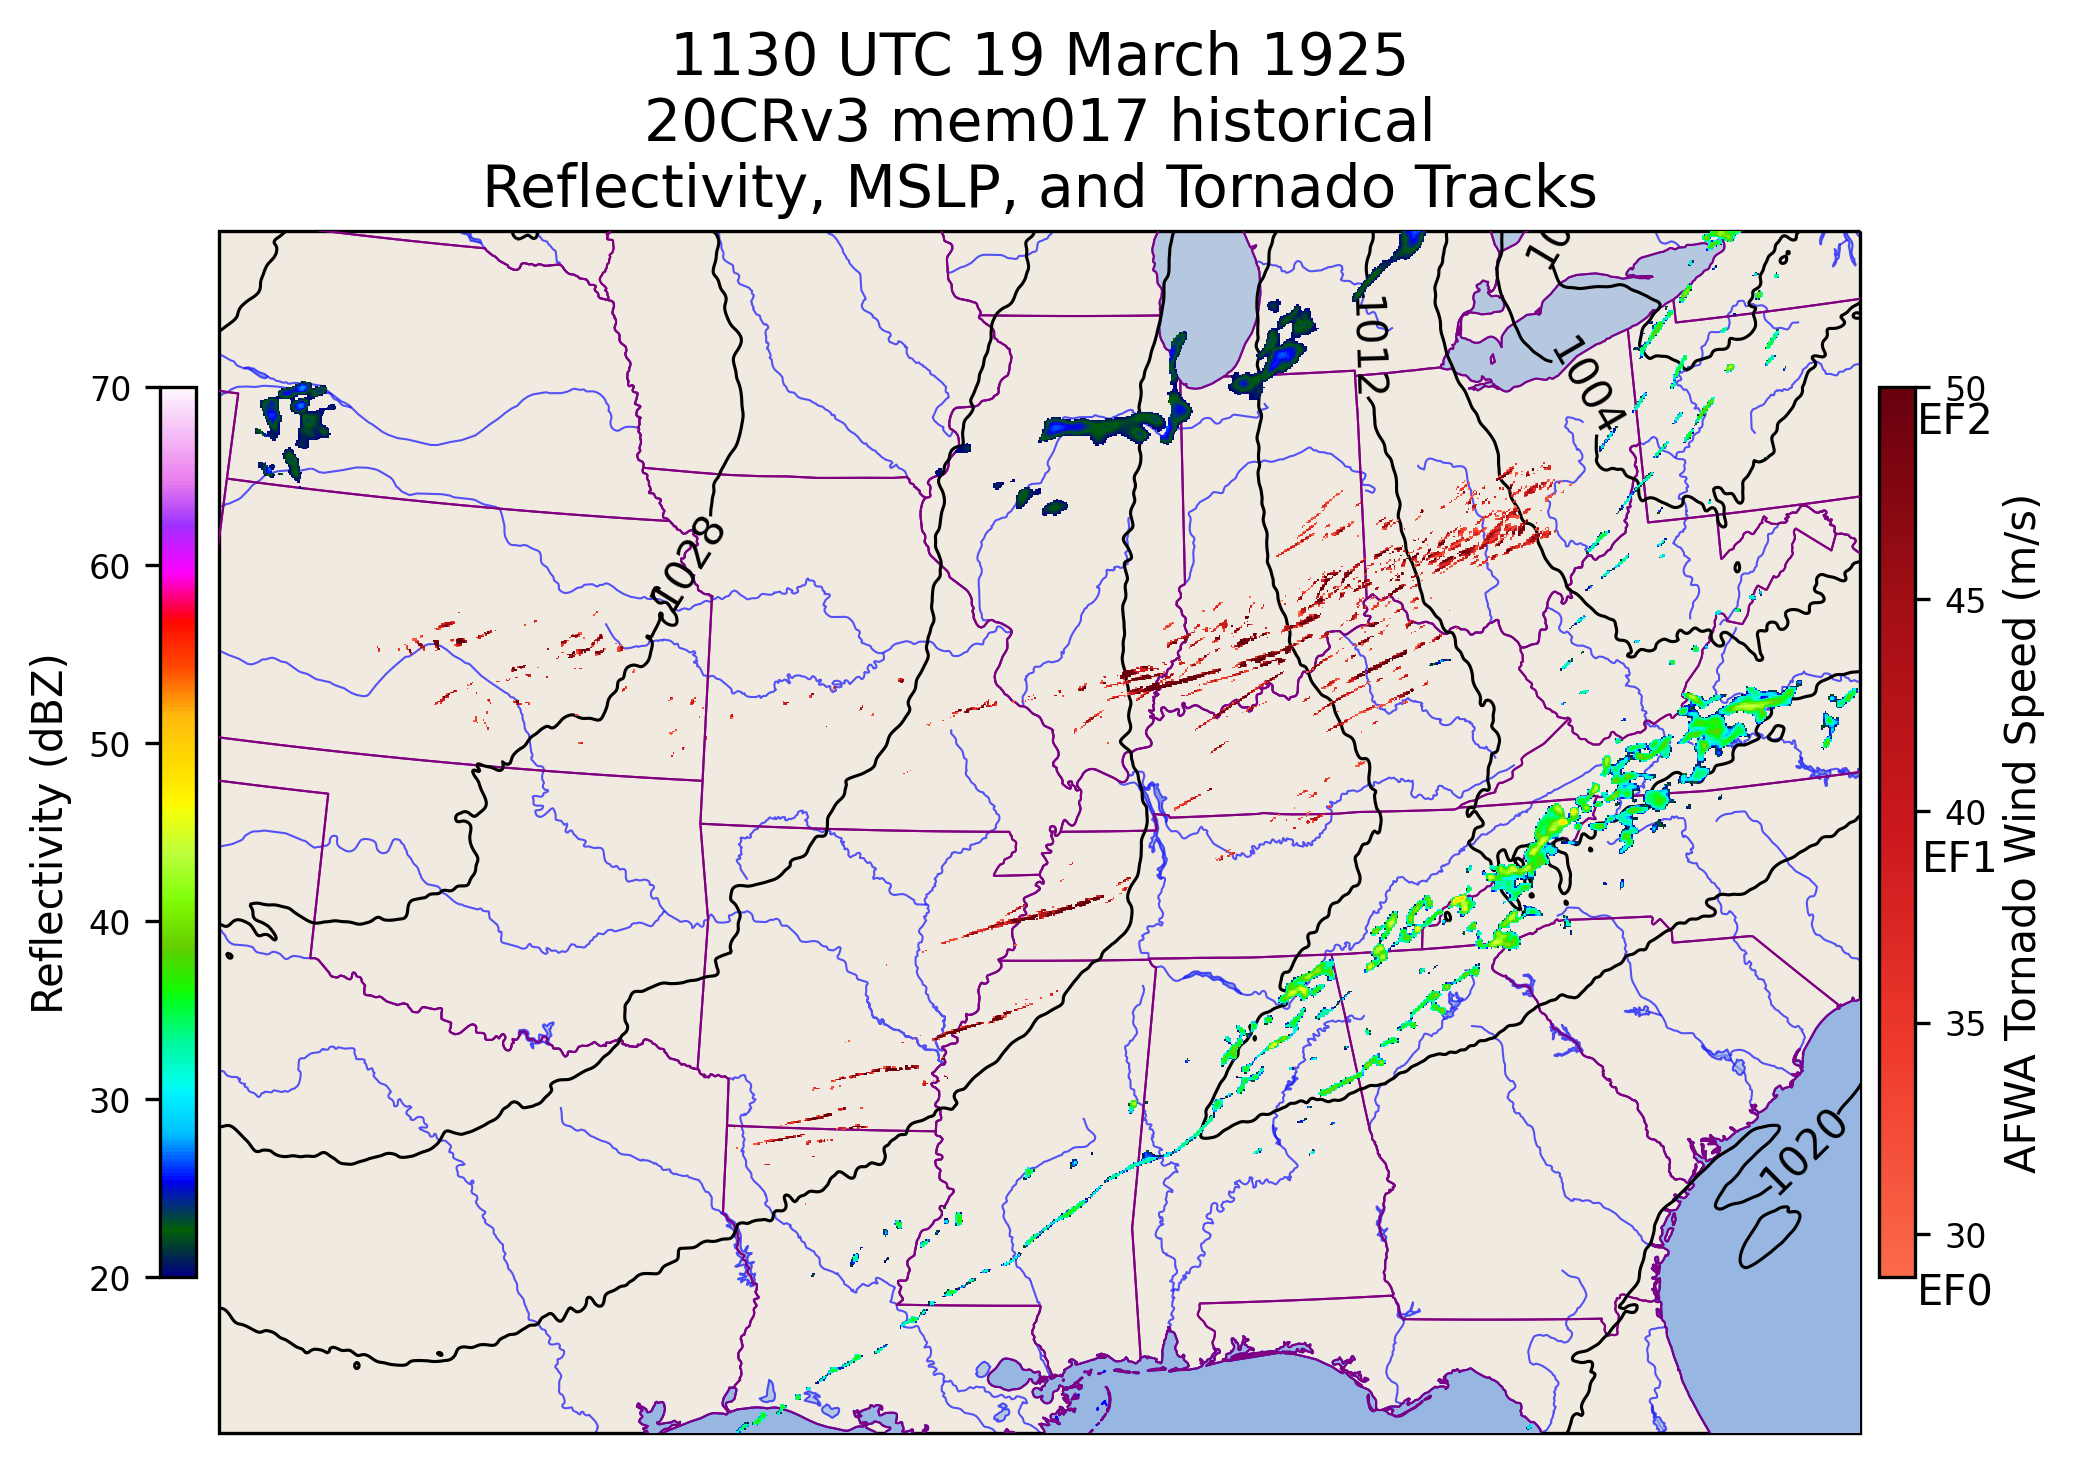 1130 UTC 19 March 1925
20CRv3 mem017 historical
Reflectivity, MSLP, and Tornado Tracks
1012
1004
1028
1020
70
60
50
40
30
20
Reflectivity (dBZ)
50
EF2
45
40
EF1
35
30
EF0
AFWA Tornado Wind Speed (m/s)